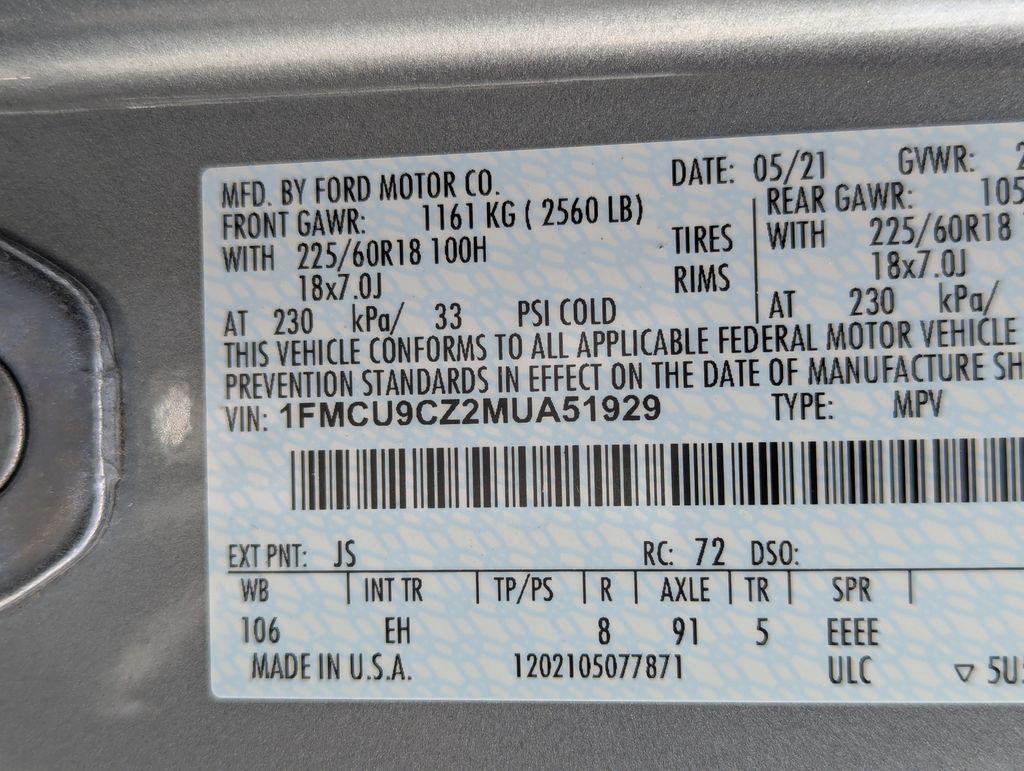 MFD. BY FORD MOTOR CO. DATE: 05/21 GVWR:
FRONT GAWR: 1161 KG ( 2560 LB) REAR GAWR: 105
WITH 225/60R18 100H TIRES WITH 225/60R18
18x7.0J RIMS 18x7.0J
AT 230 kPa/ 33 PSI COLD AT 230 kPa/
THIS VEHICLE CONFORMS TO ALL APPLICABLE FEDERAL MOTOR VEHICLE
PREVENTION STANDARDS IN EFFECT ON THE DATE OF MANUFACTURE SH
VIN: 1FMCU9CZ2MUA51929 TYPE: MPV
EXT PNT: JS RC: 72 DSO:
WB INT TR TP/PS R AXLE TR SPR
106 EH 8 91 5 EEEE
MADE IN U.S.A. 1202105077871 ULC ▽ 5U